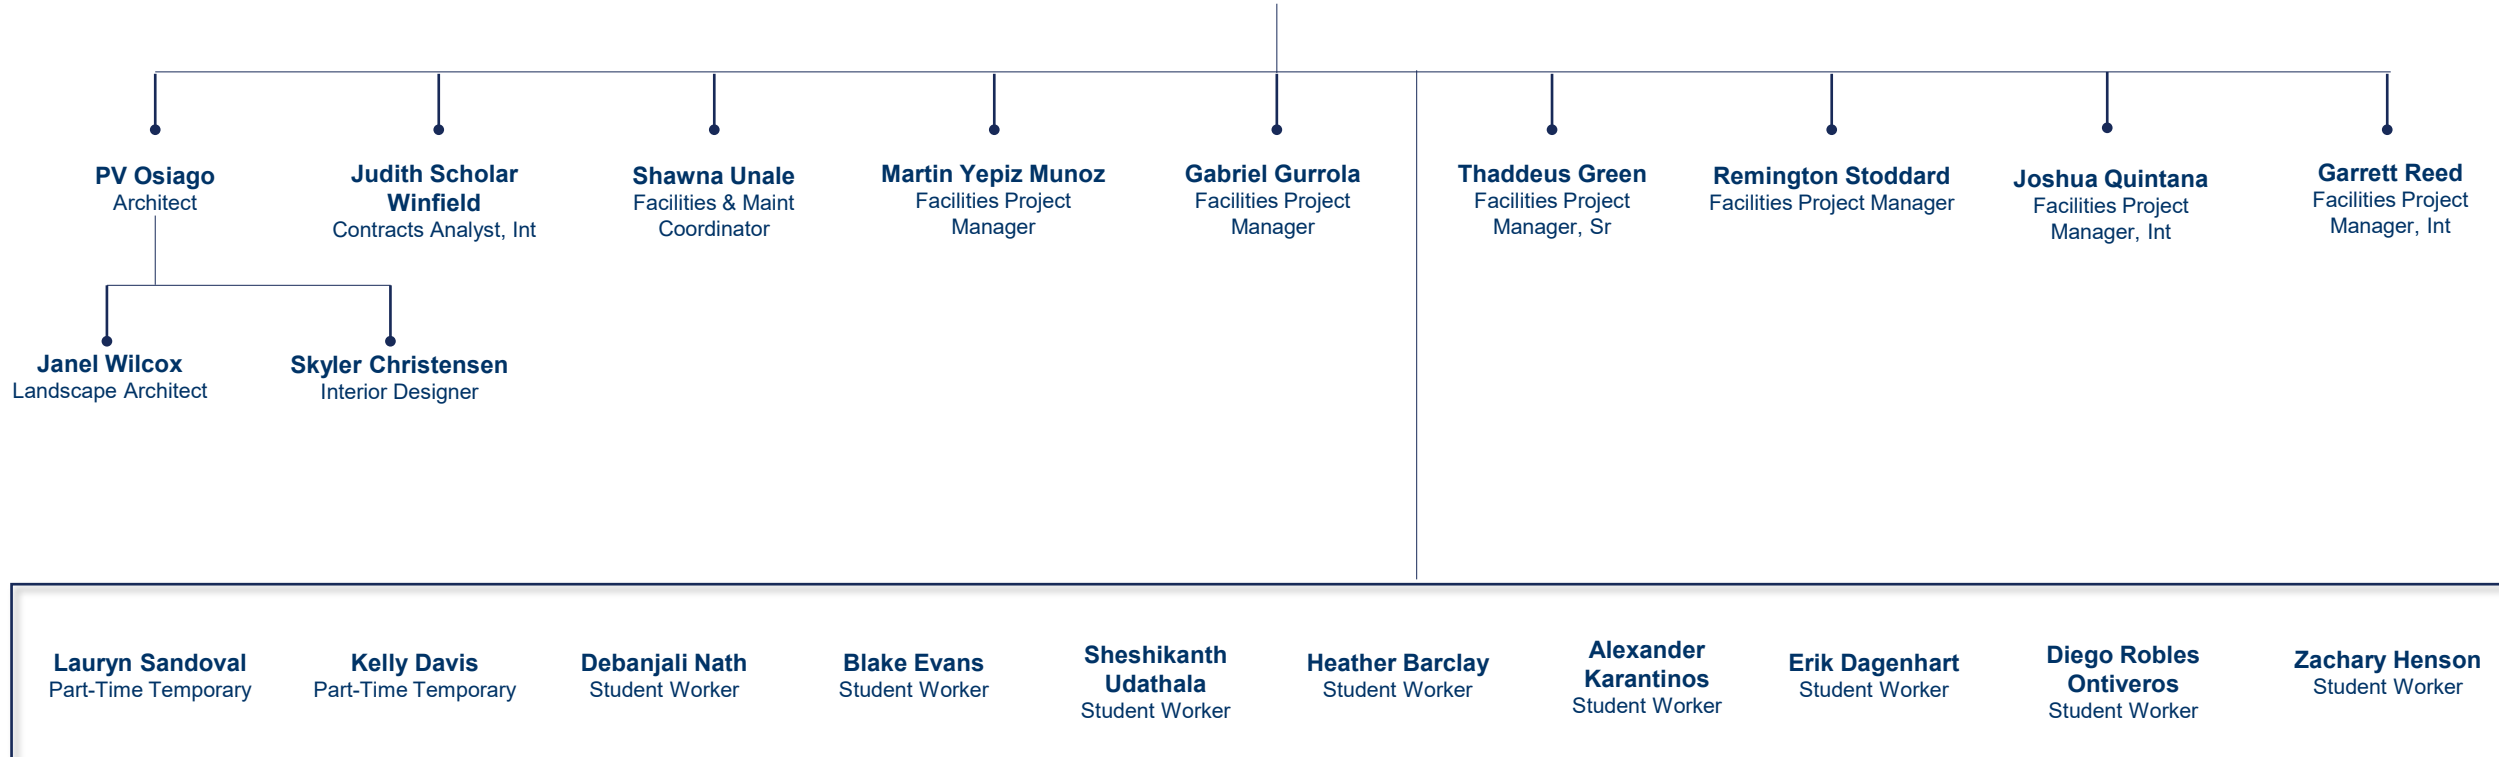 PV Osiago
Architect
Judith Scholar
Winfield
Contracts Analyst, Int
Shawna Unale
Facilities & Maint
Coordinator
Martin Yepiz Munoz
Facilities Project
Manager
Gabriel Gurrola
Facilities Project
Manager
Thaddeus Green
Facilities Project
Manager, Sr
Remington Stoddard
Facilities Project Manager
Joshua Quintana
Facilities Project
Manager, Int
Garrett Reed
Facilities Project
Manager, Int
Janel Wilcox
Landscape Architect
Skyler Christensen
Interior Designer
Lauryn Sandoval
Part-Time Temporary
Kelly Davis
Part-Time Temporary
Debanjali Nath
Student Worker
Blake Evans
Student Worker
Sheshikanth
Udathala
Student Worker
Heather Barclay
Student Worker
Alexander
Karantinos
Student Worker
Erik Dagenhart
Student Worker
Diego Robles
Ontiveros
Student Worker
Zachary Henson
Student Worker